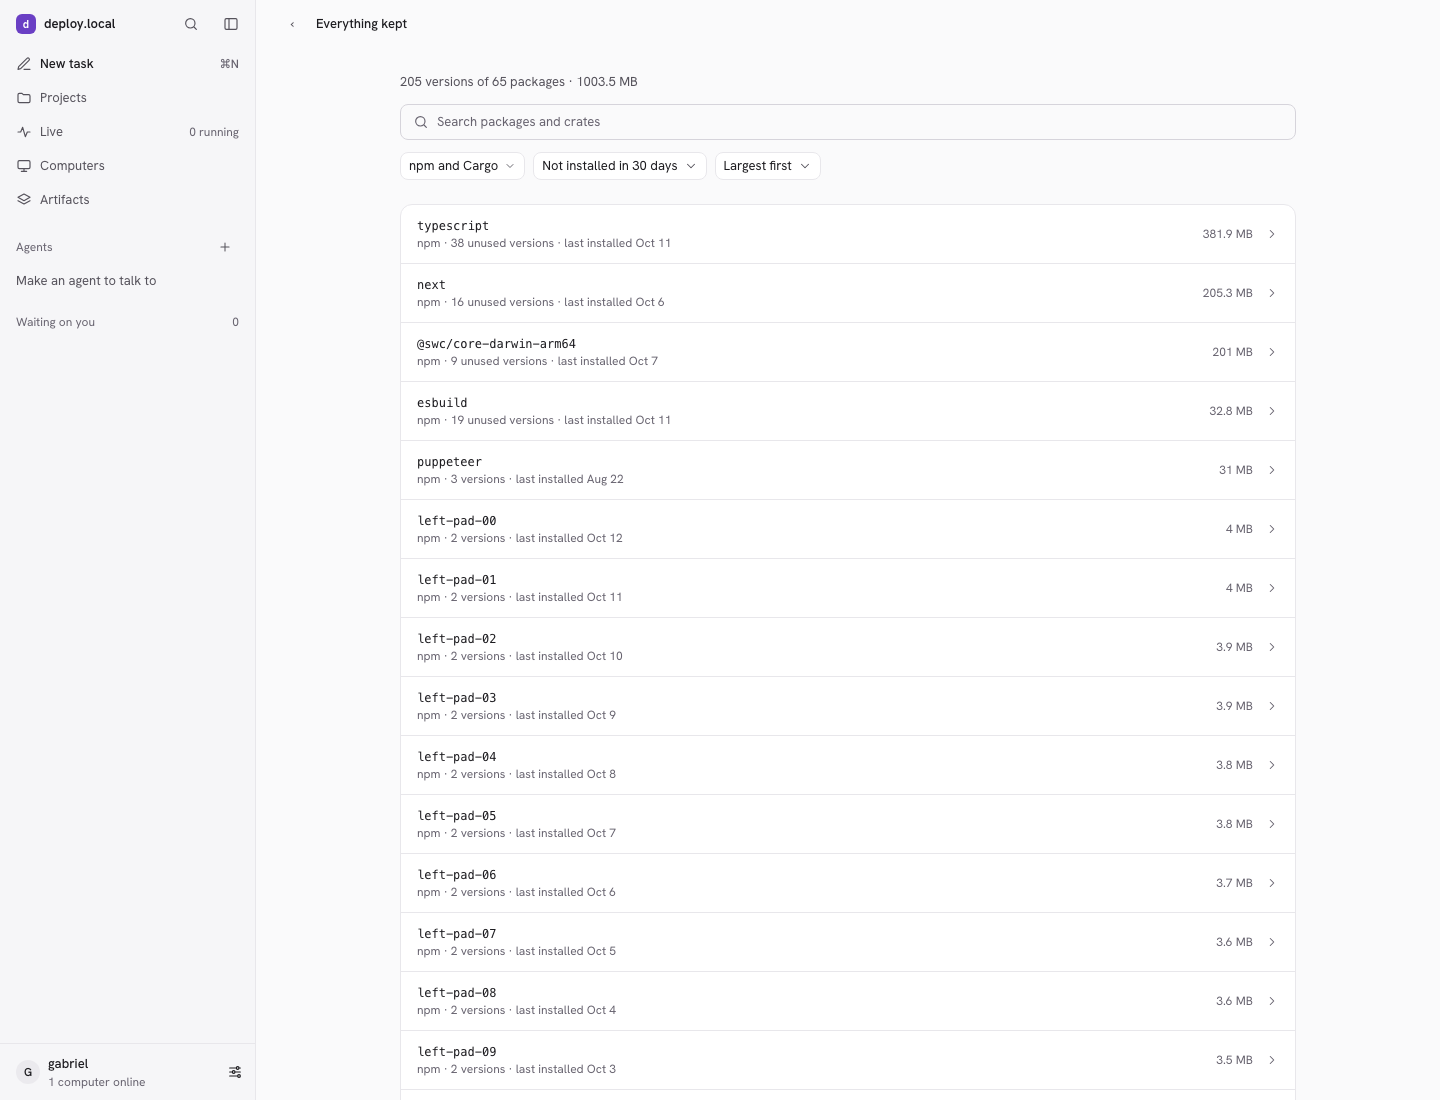 d deploy.local
New task ⌘N
Projects
Live 0 running
Computers
Artifacts
Agents
Make an agent to talk to
Waiting on you 0
G gabriel
1 computer online
Everything kept
205 versions of 65 packages · 1003.5 MB
Search packages and crates
npm and Cargo Not installed in 30 days Largest first
typescript
npm · 38 unused versions · last installed Oct 11 381.9 MB
next
npm · 16 unused versions · last installed Oct 6 205.3 MB
@swc/core-darwin-arm64
npm · 9 unused versions · last installed Oct 7 201 MB
esbuild
npm · 19 unused versions · last installed Oct 11 32.8 MB
puppeteer
npm · 3 versions · last installed Aug 22 31 MB
left-pad-00
npm · 2 versions · last installed Oct 12 4 MB
left-pad-01
npm · 2 versions · last installed Oct 11 4 MB
left-pad-02
npm · 2 versions · last installed Oct 10 3.9 MB
left-pad-03
npm · 2 versions · last installed Oct 9 3.9 MB
left-pad-04
npm · 2 versions · last installed Oct 8 3.8 MB
left-pad-05
npm · 2 versions · last installed Oct 7 3.8 MB
left-pad-06
npm · 2 versions · last installed Oct 6 3.7 MB
left-pad-07
npm · 2 versions · last installed Oct 5 3.6 MB
left-pad-08
npm · 2 versions · last installed Oct 4 3.6 MB
left-pad-09
npm · 2 versions · last installed Oct 3 3.5 MB